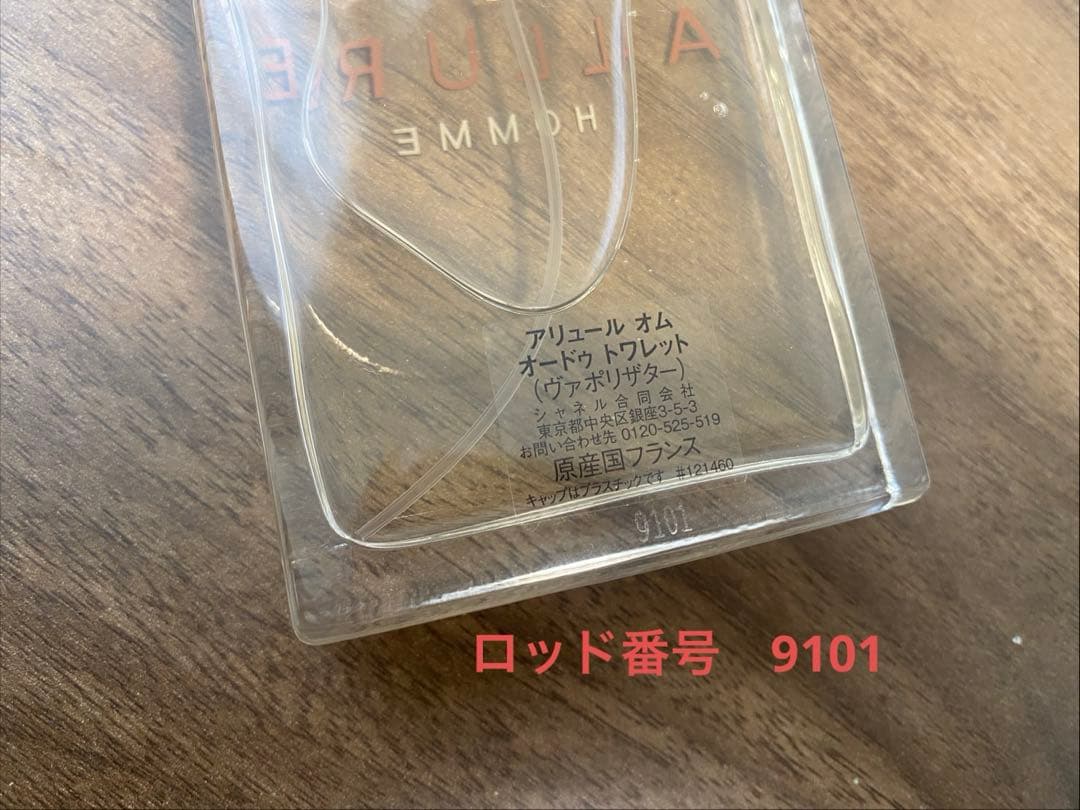 ALLURE
HOMME
アリュール オム
オードゥ トワレット
(ヴァポリザター)
シャネル合同会社
東京都中央区銀座3-5-3
お問い合わせ先 0120-525-519
原産国フランス
キャップはプラスチックです #121460
9101
ロッド番号 9101